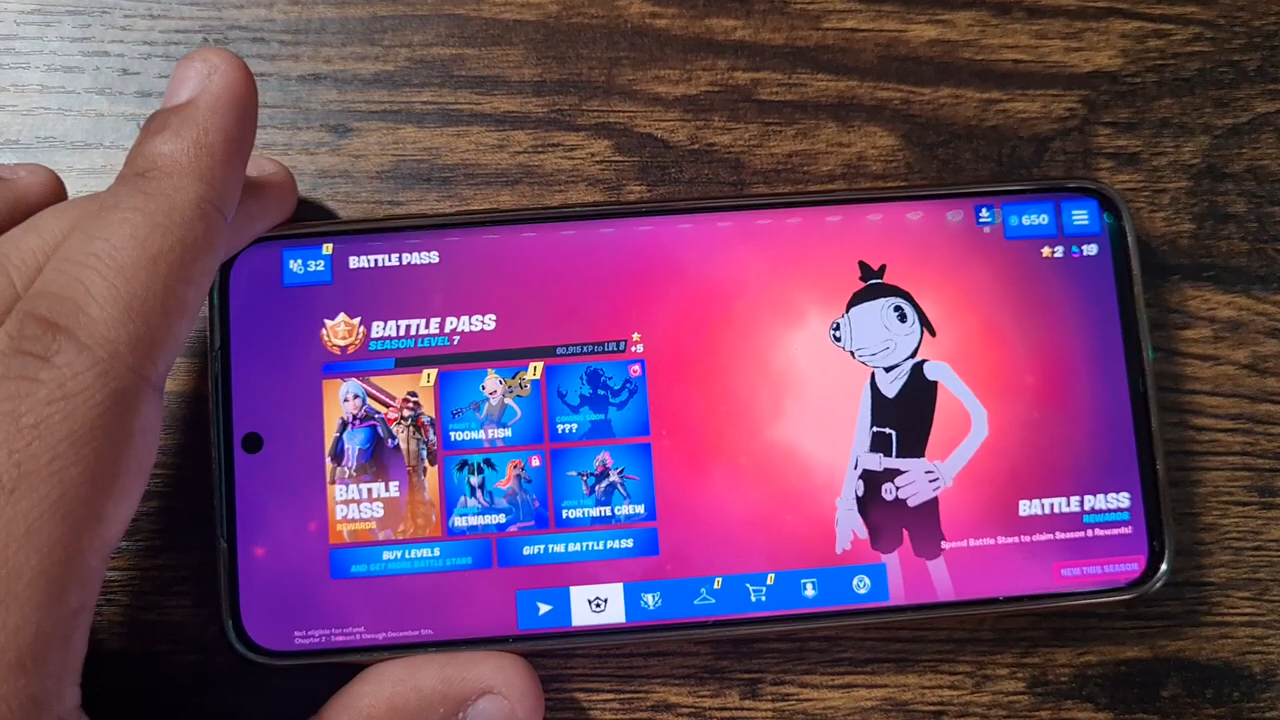 650
32
BATTLE PASS
2
19
BATTLE PASS
SEASON LEVEL 7
60,915 XP to LVL 8
+5
TOONA FISH
COMING SOON
???
BATTLE
PASS
REWARDS
REWARDS
JOIN THE
FORTNITE CREW
BUY LEVELS
AND GET MORE BATTLE STARS
GIFT THE BATTLE PASS
BATTLE PASS
REWARDS
Spend Battle Stars to claim Season 8 Rewards!
NEW THIS SEASON
Not eligible for refund.
Chapter 2 - Season 8 through December 5th.